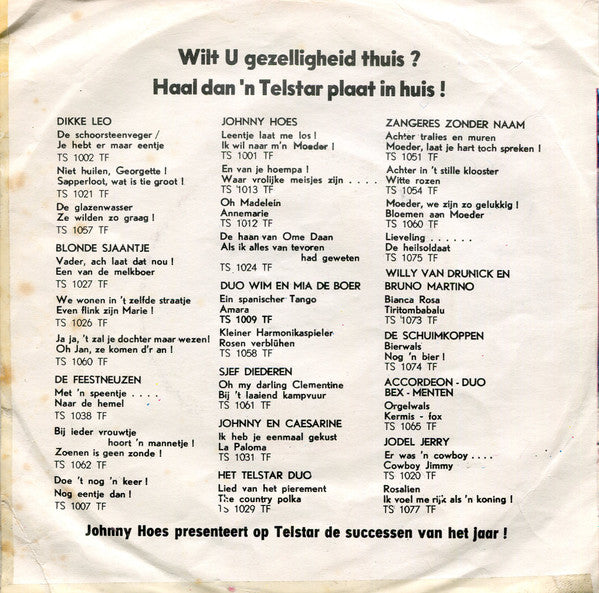 Wilt U gezelligheid thuis ?
Haal dan 'n Telstar plaat in huis !
DIKKE LEO
De schoorsteenveger /
Je hebt er maar eentje
TS 1002 TF
Niet huilen, Georgette !
Sapperloot, wat is tie groot !
TS 1021 TF
De glazenwasser
Ze wilden zo graag !
TS 1057 TF
BLONDE SJAANTJE
Vader, ach laat dat nou !
Een van de melkboer
TS 1027 TF
We wonen in 't zelfde straatje
Even flink zijn Marie !
TS 1026 TF
Ja ja, 't zal je dochter maar wezen!
Oh Jan, ze komen d'r an !
TS 1060 TF
DE FEESTNEUZEN
Met 'n speentje . . . .
Naar de hemel
TS 1038 TF
Bij ieder vrouwtje
hoort 'n mannetje !
Zoenen is geen zonde !
TS 1062 TF
Doe 't nog 'n keer !
Nog eentje dan !
TS 1007 TF
JOHNNY HOES
Leentje laat me los !
Ik wil naar m'n Moeder !
TS 1001 TF
En van je hoempa !
Waar vrolijke meisjes zijn . . . .
TS 1013 TF
Oh Madelein
Annemarie
TS 1012 TF
De haan van Ome Daan
Als ik alles van tevoren
had geweten
TS 1024 TF
DUO WIM EN MIA DE BOER
Ein spanischer Tango
Amara
TS 1009 TF
Kleiner Harmonikaspieler
Rosen verblühen
TS 1058 TF
SJEF DIEDEREN
Oh my darling Clementine
Bij 't laaiend kampvuur
TS 1061 TF
JOHNNY EN CAESARINE
Ik heb je eenmaal gekust
La Paloma
TS 1031 TF
HET TELSTAR DUO
Lied van het pierement
The country polka
TS 1029 TF
ZANGERES ZONDER NAAM
Achter tralies en muren
Moeder, laat je hart toch spreken !
TS 1051 TF
Achter in 't stille klooster
Witte rozen
TS 1054 TF
Moeder, we zijn zo gelukkig !
Bloemen aan Moeder
TS 1060 TF
Lieveling . . . . . .
De heilsoldaat
TS 1075 TF
WILLY VAN DRUNICK EN
BRUNO MARTINO
Bianca Rosa
Tiritombabalu
TS 1073 TF
DE SCHUIMKOPPEN
Bierwals
Nog 'n bier !
TS 1074 TF
ACCORDEON - DUO
BEX - MENTEN
Orgelwals
Kermis - fox
TS 1065 TF
JODEL JERRY
Er was 'n cowboy . . . .
Cowboy Jimmy
TS 1020 TF
Rosalien
Ik voel me rijk als 'n koning !
TS 1077 TF
Johnny Hoes presenteert op Telstar de successen van het jaar !